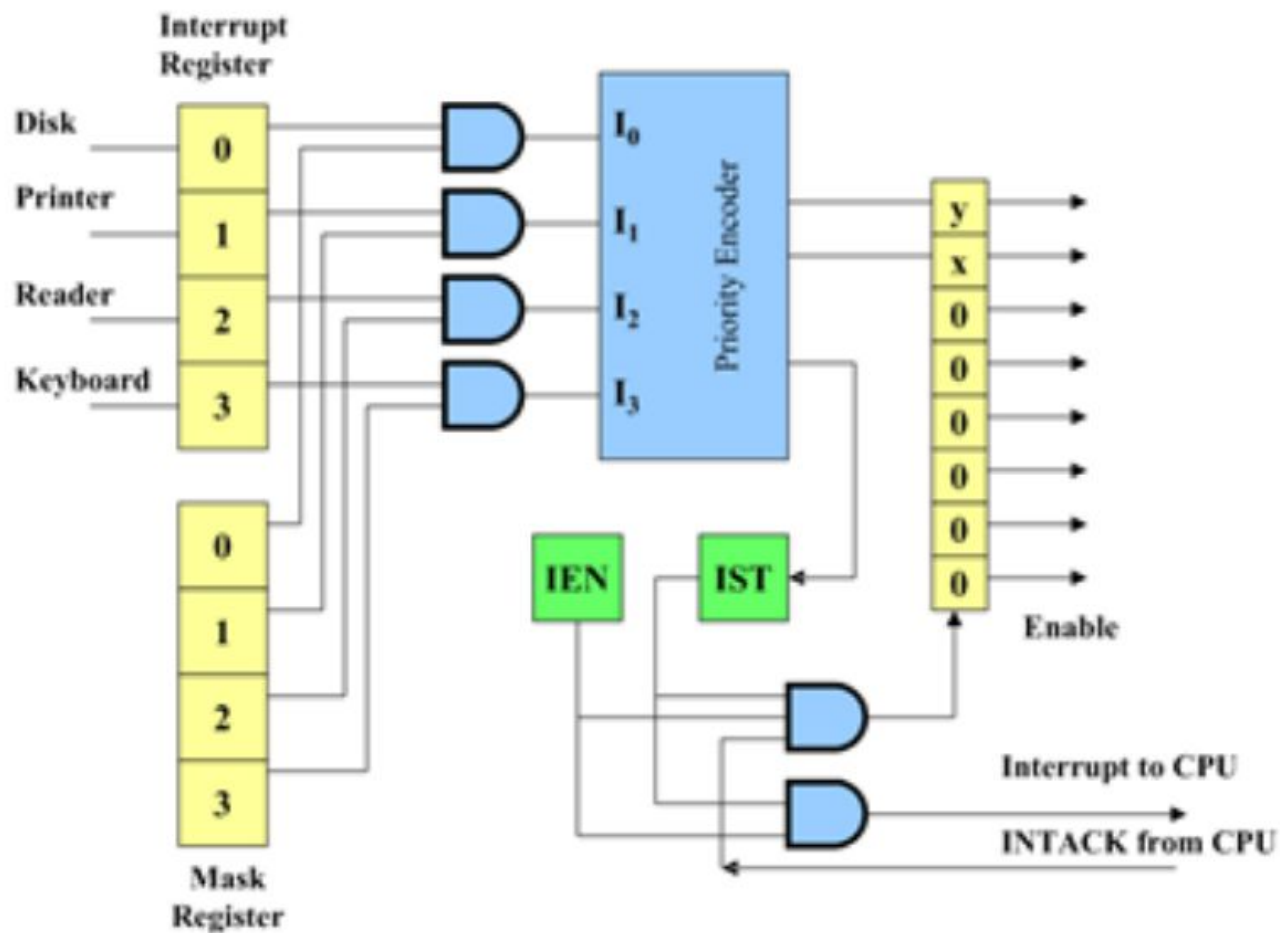 Interrupt
Register
Disk
0
Printer
1
Reader
2
Keyboard
3
I0
I1
I2
I3
Priority Encoder
y
x
0
0
0
0
0
0
Enable
0
1
2
3
Mask
Register
IEN
IST
Interrupt to CPU
INTACK from CPU